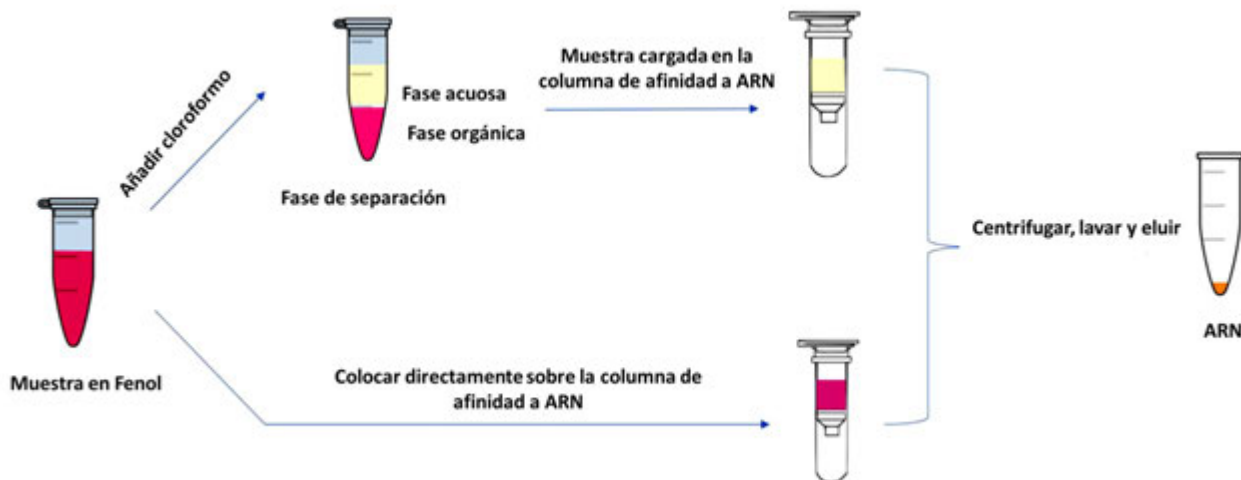 Añadir cloroformo
Fase acuosa
Fase orgánica
Fase de separación
Muestra cargada en la
columna de afinidad a ARN
Muestra en Fenol
Colocar directamente sobre la columna de
afinidad a ARN
Centrifugar, lavar y eluir
ARN